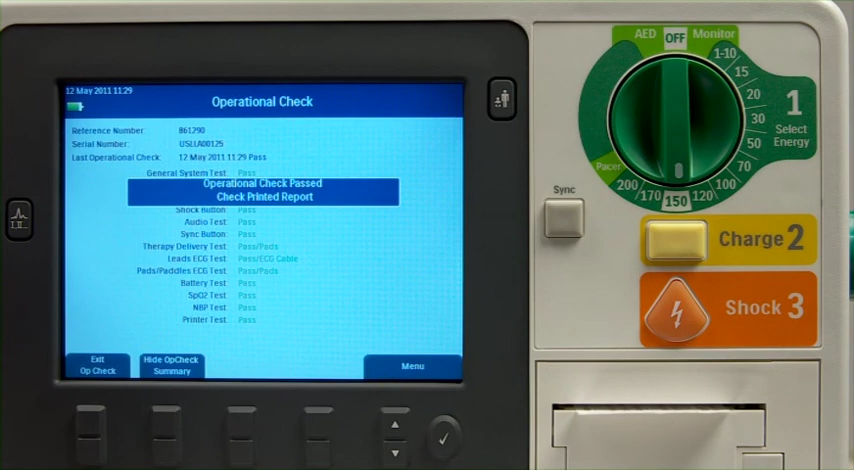 12 May 2011 11:29
Operational Check
Reference Number: 861290
Serial Number: USLLA00125
Last Operational Check: 12 May 2011 11:29 Pass
General System Test: Pass
Operational Check Passed
Check Printed Report
Shock Button: Pass
Audio Test: Pass
Sync Button: Pass
Therapy Delivery Test: Pass/Pads
Leads ECG Test: Pass/ECG Cable
Pads/Paddles ECG Test: Pass/Pads
Battery Test: Pass
SpO2 Test: Pass
NBP Test: Pass
Printer Test: Pass
Exit
Op Check
Hide OpCheck
Summary
Menu
AED OFF Monitor
1-10
15
20
30
50
70
100
120
150
170
200
Pacer
1
Select
Energy
Sync
Charge 2
Shock 3